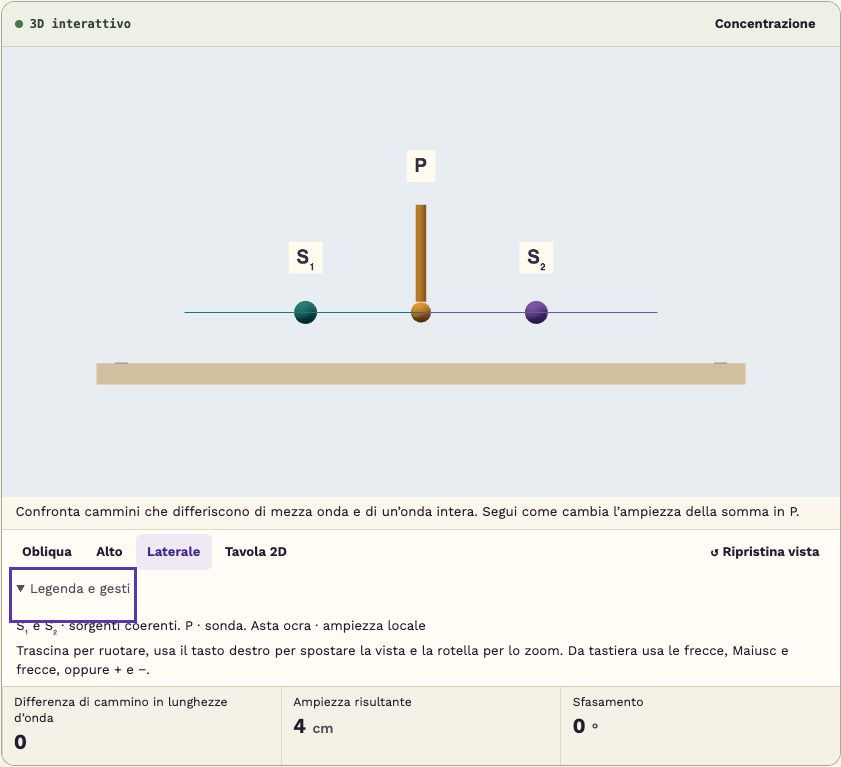 3D interattivo
Concentrazione
P
S₁
S₂
Confronta cammini che differiscono di mezza onda e di un’onda intera. Segui come cambia l’ampiezza della somma in P.
Obliqua Alto Laterale Tavola 2D
↺ Ripristina vista
▼ Legenda e gesti
S₁ e S₂ · sorgenti coerenti. P · sonda. Asta ocra · ampiezza locale
Trascina per ruotare, usa il tasto destro per spostare la vista e la rotella per lo zoom. Da tastiera usa le frecce, Maiusc e
frecce, oppure + e −.
Differenza di cammino in lunghezze
d’onda
0
Ampiezza risultante
4 cm
Sfasamento
0 °